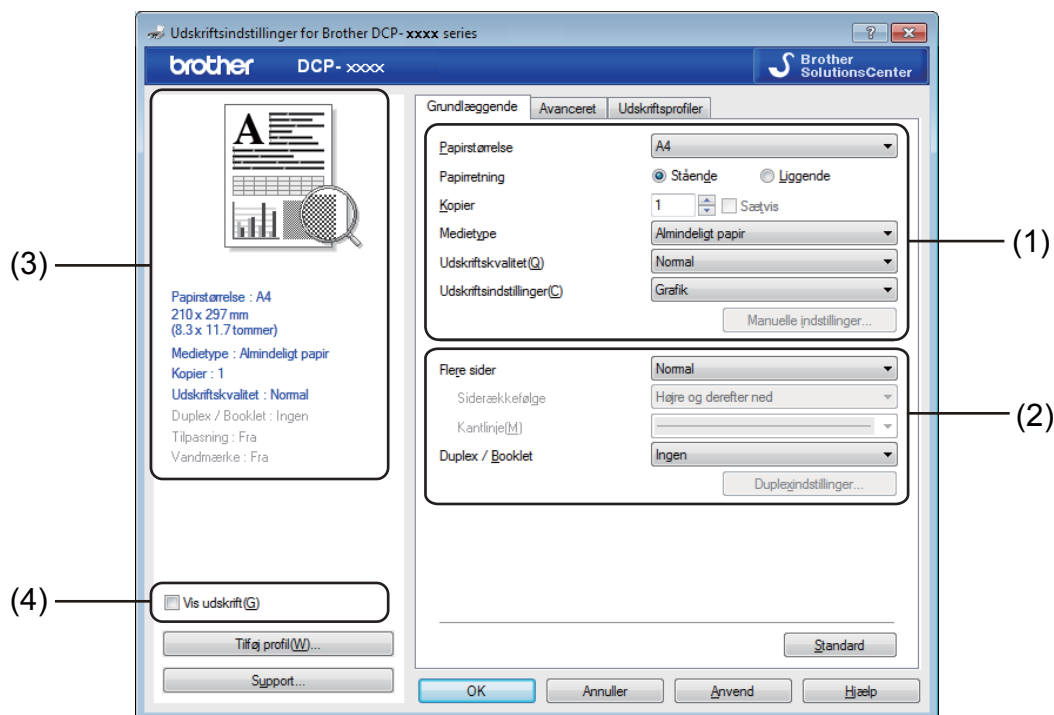 Udskriftsindstillinger for Brother DCP- xxxx series
brother DCP- xxxx
Brother
SolutionsCenter
A
Papirstørrelse : A4
210 x 297 mm
(8.3 x 11.7 tommer)
Medietype : Almindeligt papir
Kopier : 1
Udskriftskvalitet : Normal
Duplex / Booklet : Ingen
Tilpasning : Fra
Vandmærke : Fra
(3)
Vis udskrift(G)
(4)
Tilføj profil(W)...
Support...
Grundlæggende Avanceret Udskriftsprofiler
Papirstørrelse A4
Papirretning Stående Liggende
Kopier 1 Sætvis
Medietype Almindeligt papir
Udskriftskvalitet(Q) Normal
Udskriftsindstillinger(C) Grafik
Manuelle indstillinger...
(1)
Flere sider Normal
Siderækkefølge Højre og derefter ned
Kantlinje(M)
Duplex / Booklet Ingen
Duplexindstillinger...
(2)
Standard
OK Annuller Anvend Hjælp